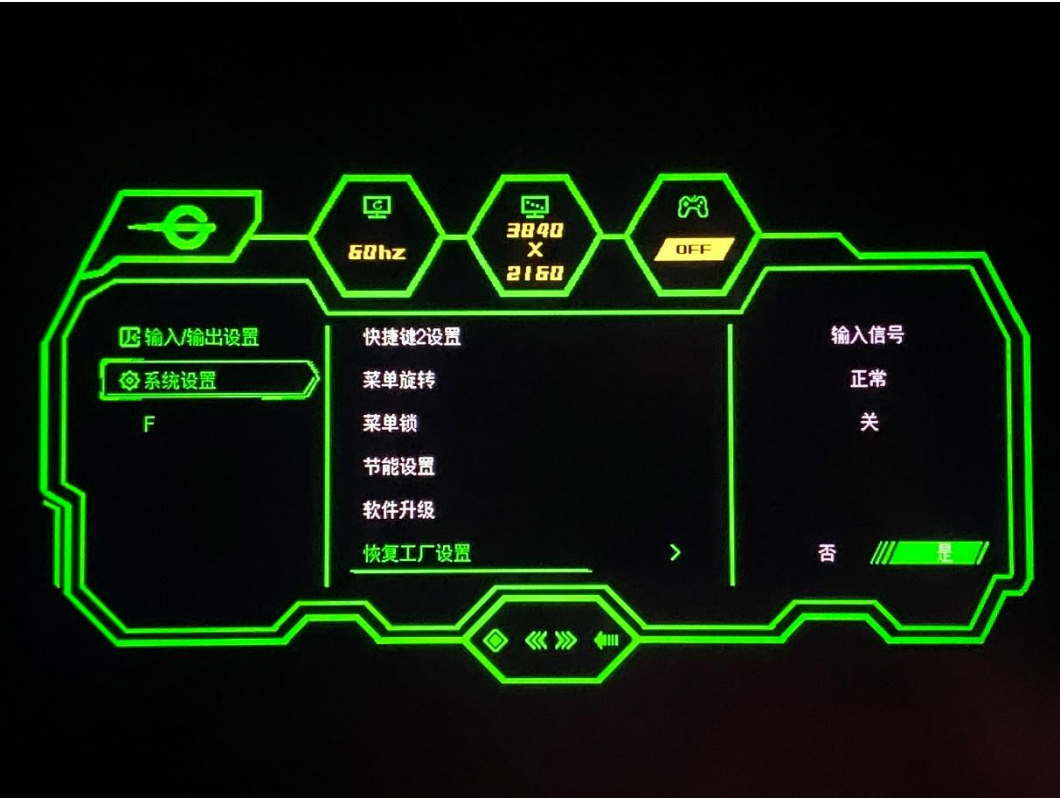 60hz
3840
X
2160
OFF
输入/输出设置
系统设置
F
快捷键2设置
菜单旋转
菜单锁
节能设置
软件升级
恢复工厂设置
输入信号
正常
关
否 是